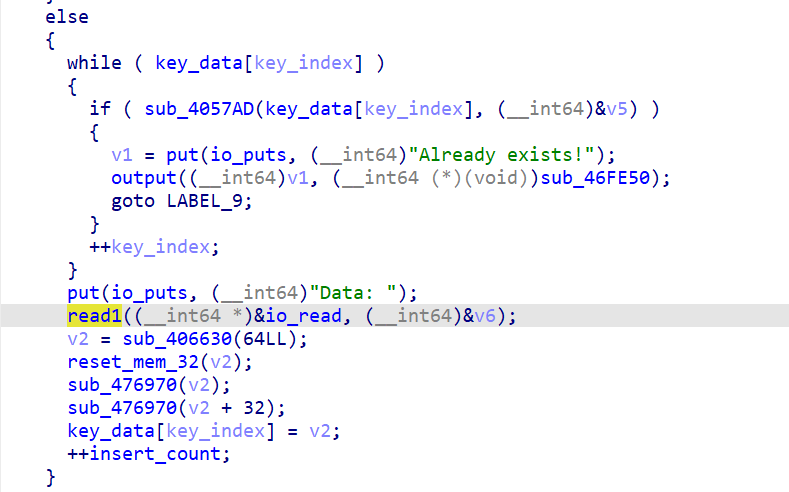 else
{
while ( key_data[key_index] )
{
if ( sub_4057AD(key_data[key_index], (__int64)&v5) )
{
v1 = put(io_puts, (__int64)"Already exists!");
output((__int64)v1, (__int64 (*)(void))sub_46FE50);
goto LABEL_9;
}
++key_index;
}
put(io_puts, (__int64)"Data: ");
read1((__int64 *)&io_read, (__int64)&v6);
v2 = sub_406630(64LL);
reset_mem_32(v2);
sub_476970(v2);
sub_476970(v2 + 32);
key_data[key_index] = v2;
++insert_count;
}